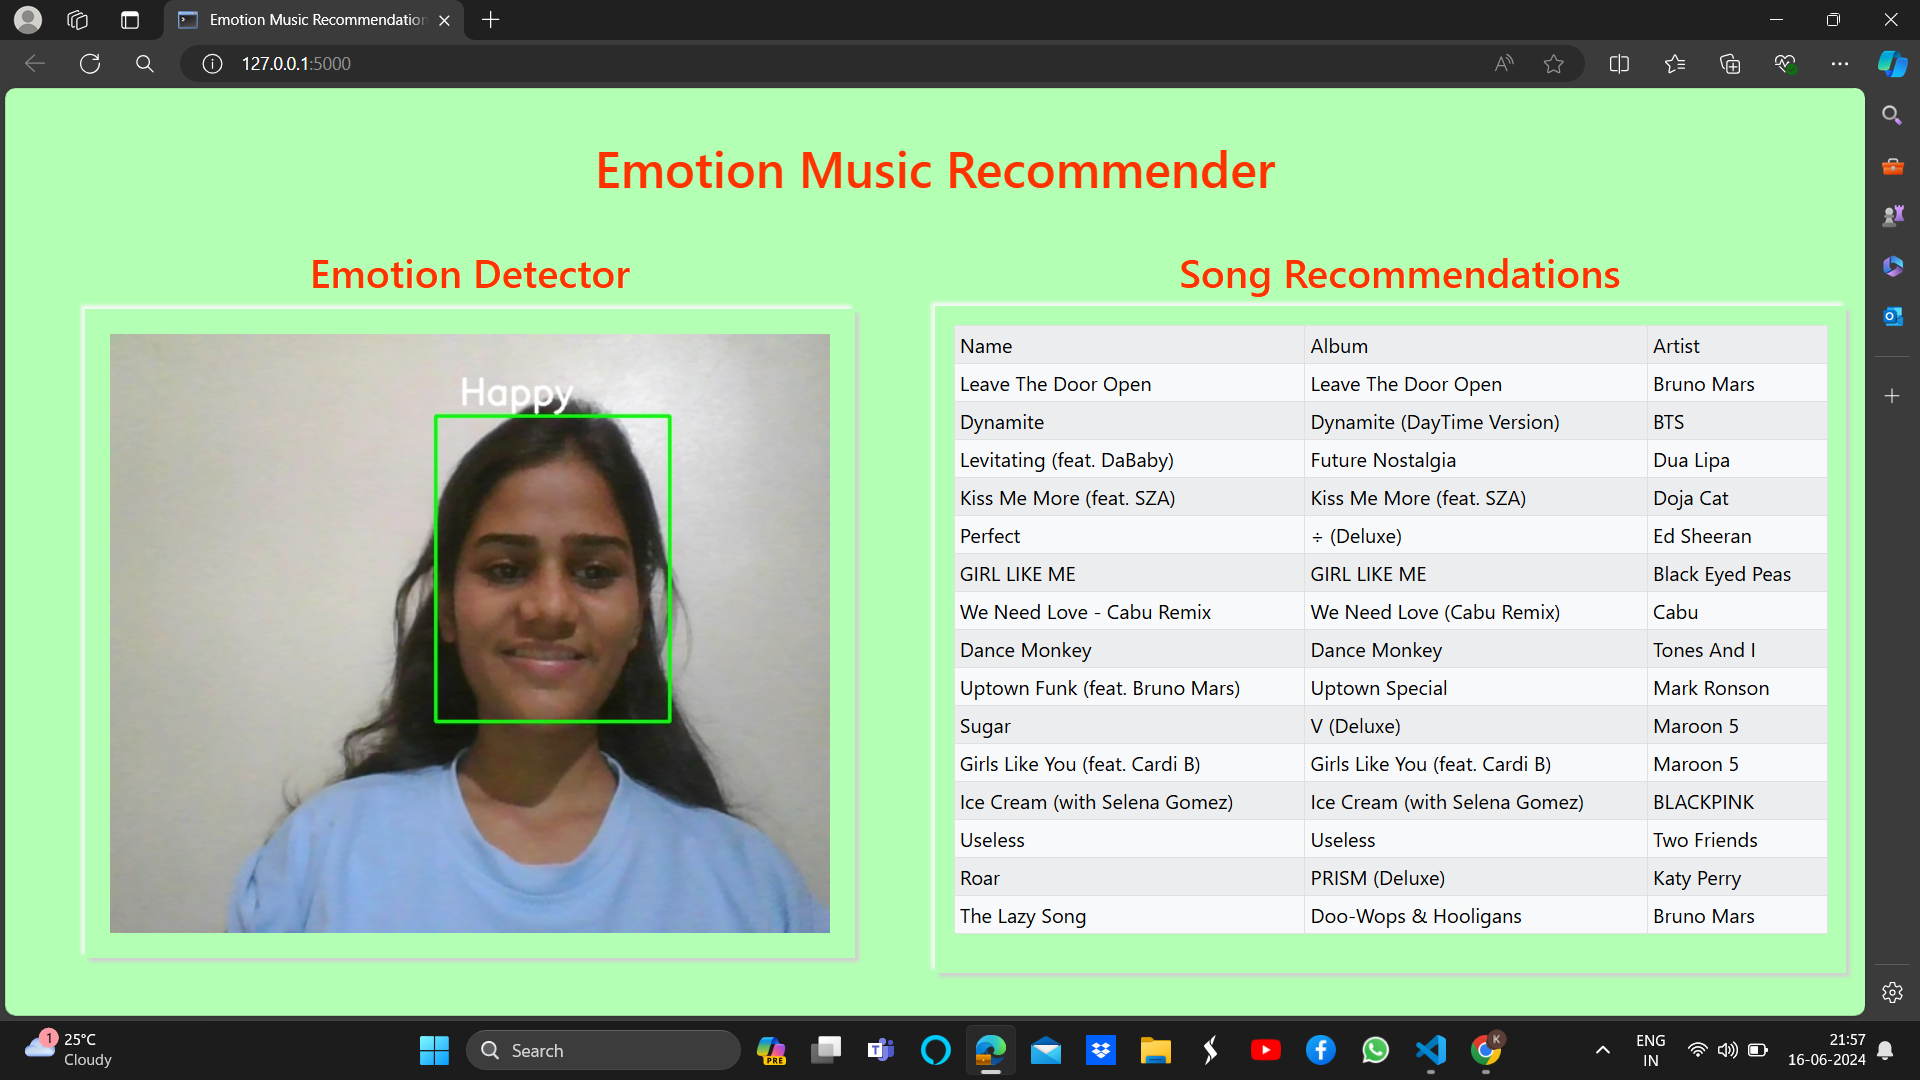 Emotion Music Recommendation
127.0.0.1:5000
Emotion Music Recommender
Emotion Detector
Song Recommendations
Happy
Name Album Artist
Leave The Door Open Leave The Door Open Bruno Mars
Dynamite Dynamite (DayTime Version) BTS
Levitating (feat. DaBaby) Future Nostalgia Dua Lipa
Kiss Me More (feat. SZA) Kiss Me More (feat. SZA) Doja Cat
Perfect ÷ (Deluxe) Ed Sheeran
GIRL LIKE ME GIRL LIKE ME Black Eyed Peas
We Need Love - Cabu Remix We Need Love (Cabu Remix) Cabu
Dance Monkey Dance Monkey Tones And I
Uptown Funk (feat. Bruno Mars) Uptown Special Mark Ronson
Sugar V (Deluxe) Maroon 5
Girls Like You (feat. Cardi B) Girls Like You (feat. Cardi B) Maroon 5
Ice Cream (with Selena Gomez) Ice Cream (with Selena Gomez) BLACKPINK
Useless Useless Two Friends
Roar PRISM (Deluxe) Katy Perry
The Lazy Song Doo-Wops & Hooligans Bruno Mars
1
25°C
Cloudy
Search
PRE
K
ENG
IN
21:57
16-06-2024